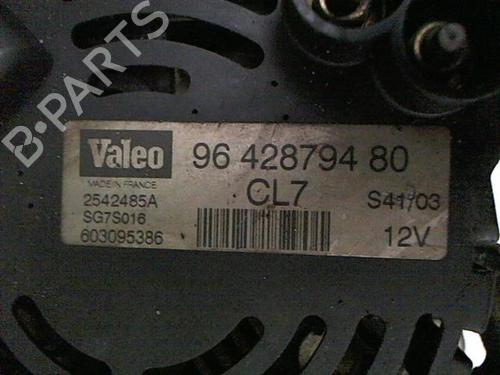 B-PARTS
Valeo
MADE IN FRANCE
2542485A
SG7S016
603095386
96 428794 80
CL7
S41/03
12V